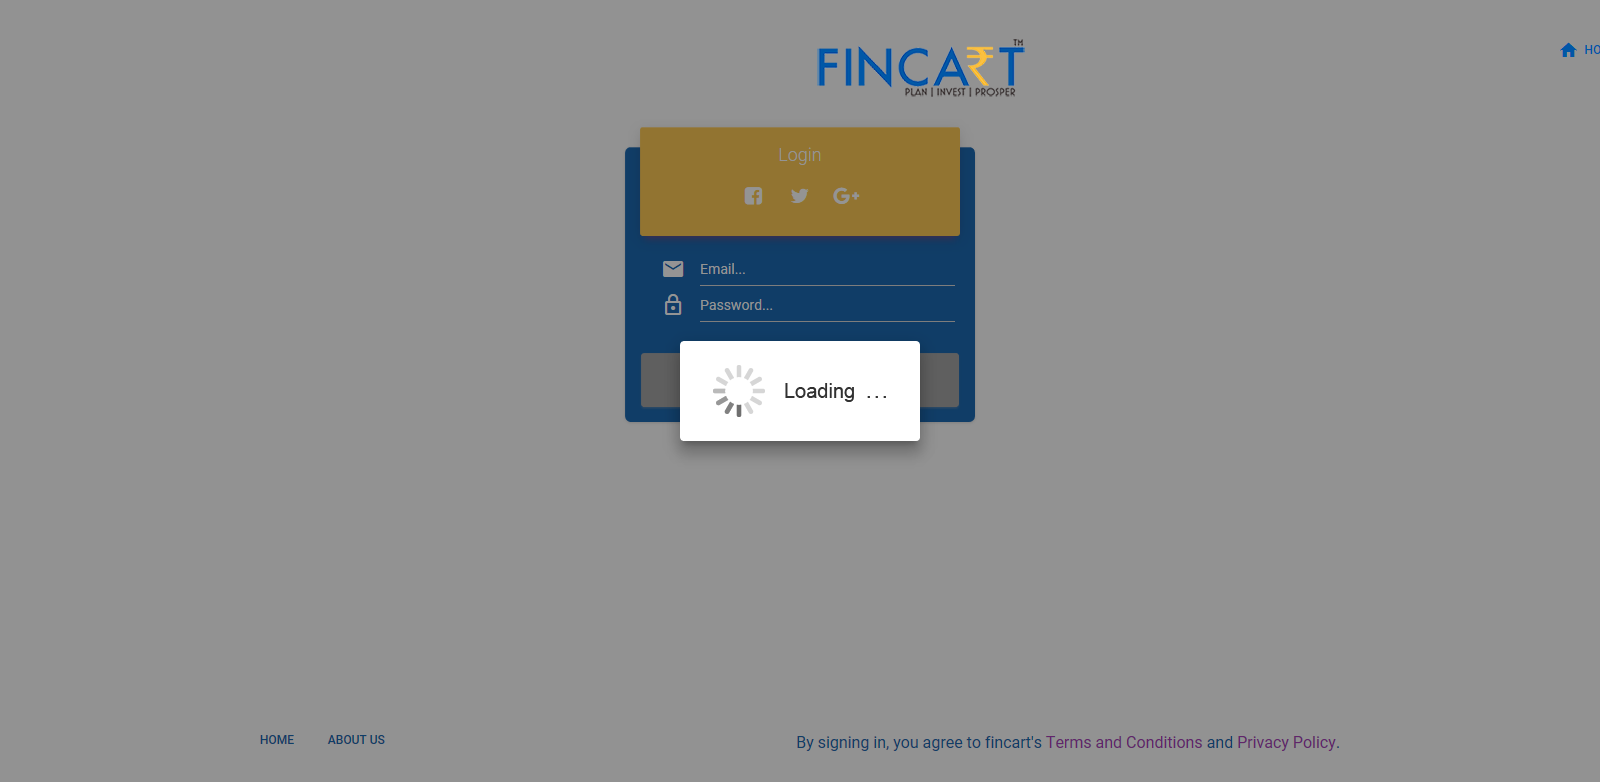 FINCA₹T TM
PLAN | INVEST | PROSPER
HO
Login
Email...
Password...
Loading ...
HOME ABOUT US
By signing in, you agree to fincart's Terms and Conditions and Privacy Policy.